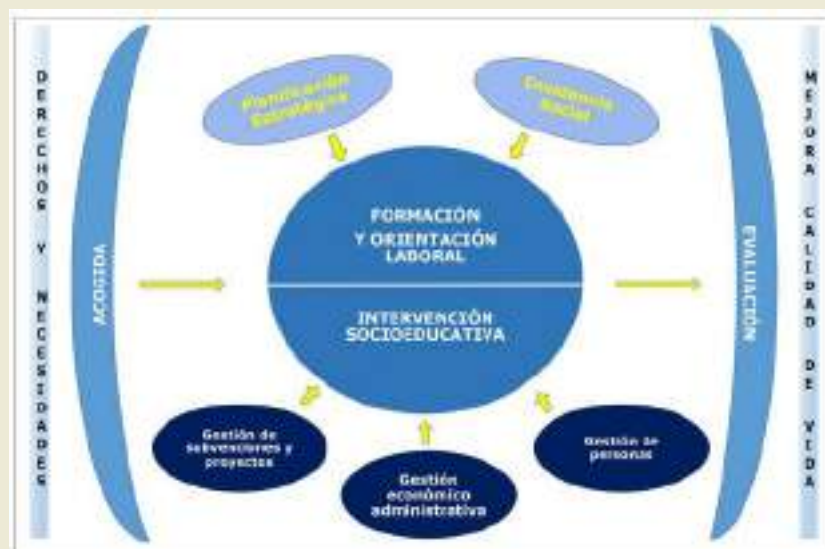 DERECHOS Y NECESIDADES
ACOGIDA
Planificación
Estratégica
Social
FORMACIÓN
Y ORIENTACIÓN
LABORAL
INTERVENCIÓN
SOCIOEDUCATIVA
Gestión de
subvenciones y
proyectos
Gestión
económico
administrativa
Gestión de
personas
EVALUACIÓN
MEJORA CALIDAD DE VIDA